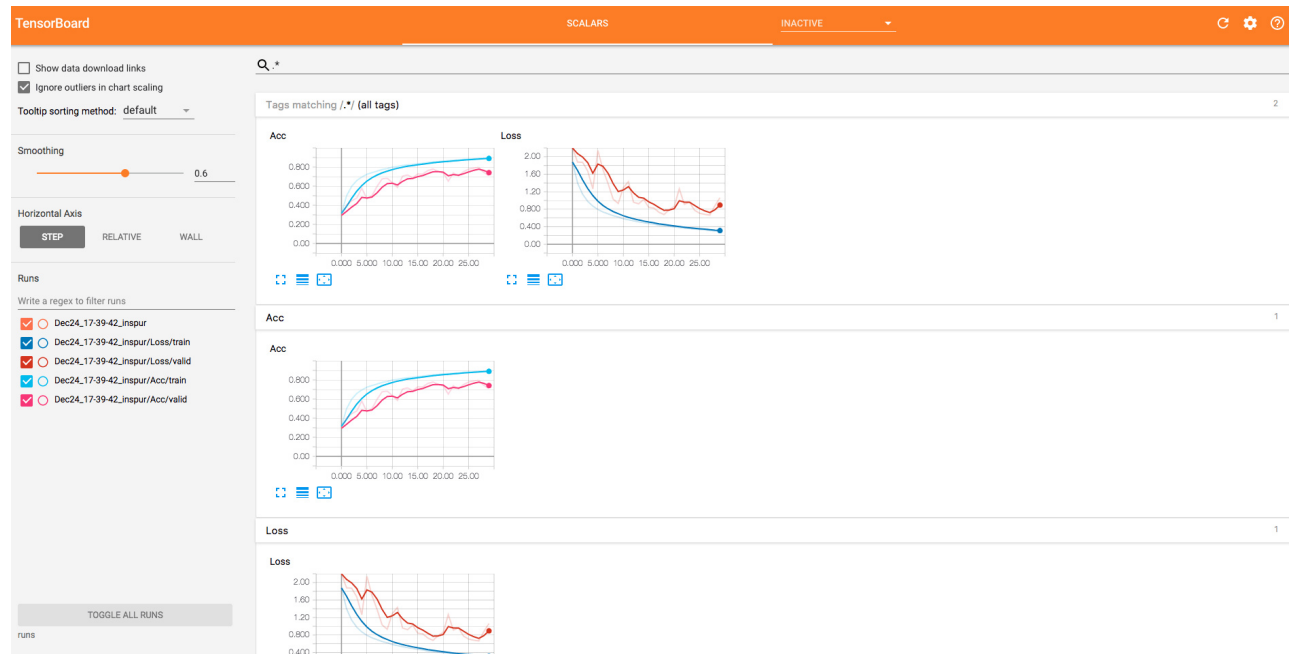 TensorBoard SCALARS INACTIVE
Show data download links
Ignore outliers in chart scaling
Tooltip sorting method: default
Smoothing
0.6
Horizontal Axis
STEP RELATIVE WALL
Runs
Write a regex to filter runs
Dec24_17-39-42_inspur
Dec24_17-39-42_inspur/Loss/train
Dec24_17-39-42_inspur/Loss/valid
Dec24_17-39-42_inspur/Acc/train
Dec24_17-39-42_inspur/Acc/valid
TOGGLE ALL RUNS
runs
.*
Tags matching /.*/ (all tags) 2
Acc
0.800
0.600
0.400
0.200
0.00
0.000 5.000 10.00 15.00 20.00 25.00
Loss
2.00
1.60
1.20
0.800
0.400
0.00
0.000 5.000 10.00 15.00 20.00 25.00
Acc 1
Acc
0.800
0.600
0.400
0.200
0.00
0.000 5.000 10.00 15.00 20.00 25.00
Loss 1
Loss
2.00
1.60
1.20
0.800
0.400